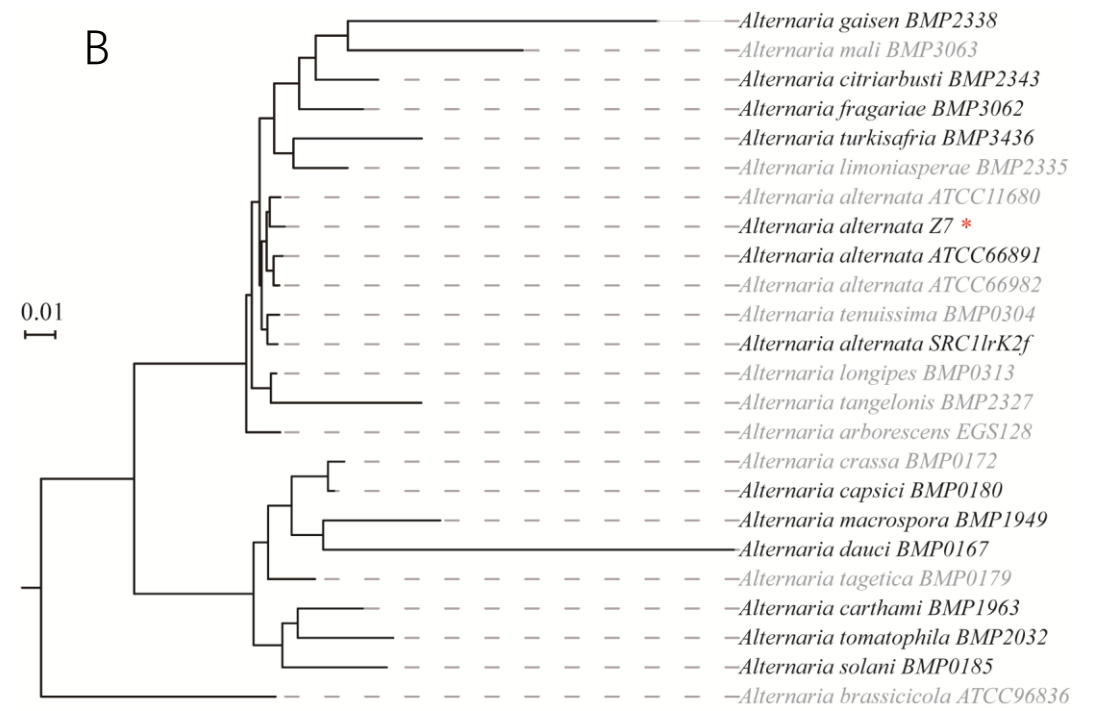 B
Alternaria gaisen BMP2338
Alternaria mali BMP3063
Alternaria citriarbusti BMP2343
Alternaria fragariae BMP3062
Alternaria turkisafria BMP3436
Alternaria limoniasperae BMP2335
Alternaria alternata ATCC11680
Alternaria alternata Z7 *
Alternaria alternata ATCC66891
Alternaria alternata ATCC66982
0.01
Alternaria tenuissima BMP0304
Alternaria alternata SRC1lrK2f
Alternaria longipes BMP0313
Alternaria tangelonis BMP2327
Alternaria arborescens EGS128
Alternaria crassa BMP0172
Alternaria capsici BMP0180
Alternaria macrospora BMP1949
Alternaria dauci BMP0167
Alternaria tagetica BMP0179
Alternaria carthami BMP1963
Alternaria tomatophila BMP2032
Alternaria solani BMP0185
Alternaria brassicicola ATCC96836